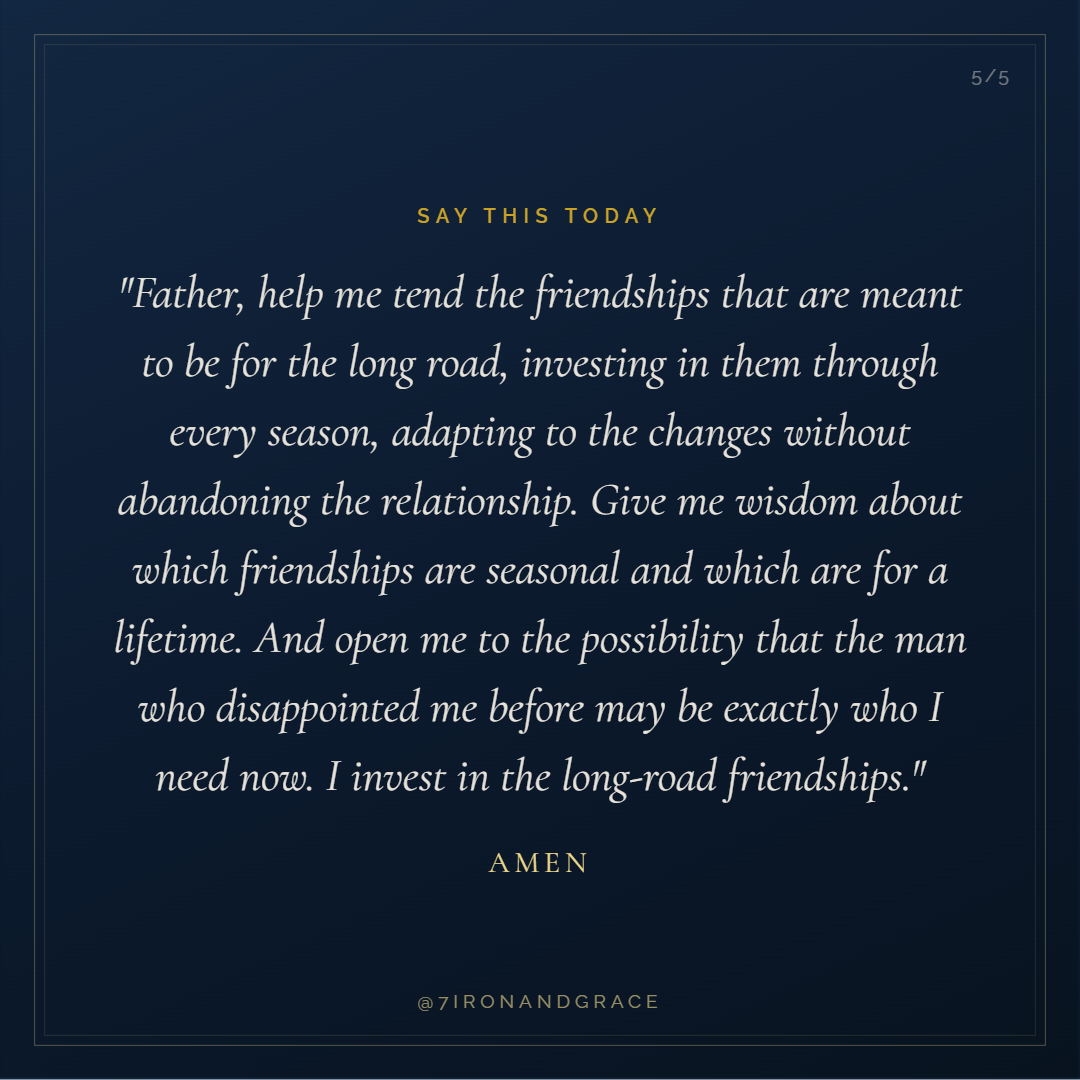 5/5
SAY THIS TODAY
"Father, help me tend the friendships that are meant
to be for the long road, investing in them through
every season, adapting to the changes without
abandoning the relationship. Give me wisdom about
which friendships are seasonal and which are for a
lifetime. And open me to the possibility that the man
who disappointed me before may be exactly who I
need now. I invest in the long-road friendships."
AMEN
@7IRONANDGRACE